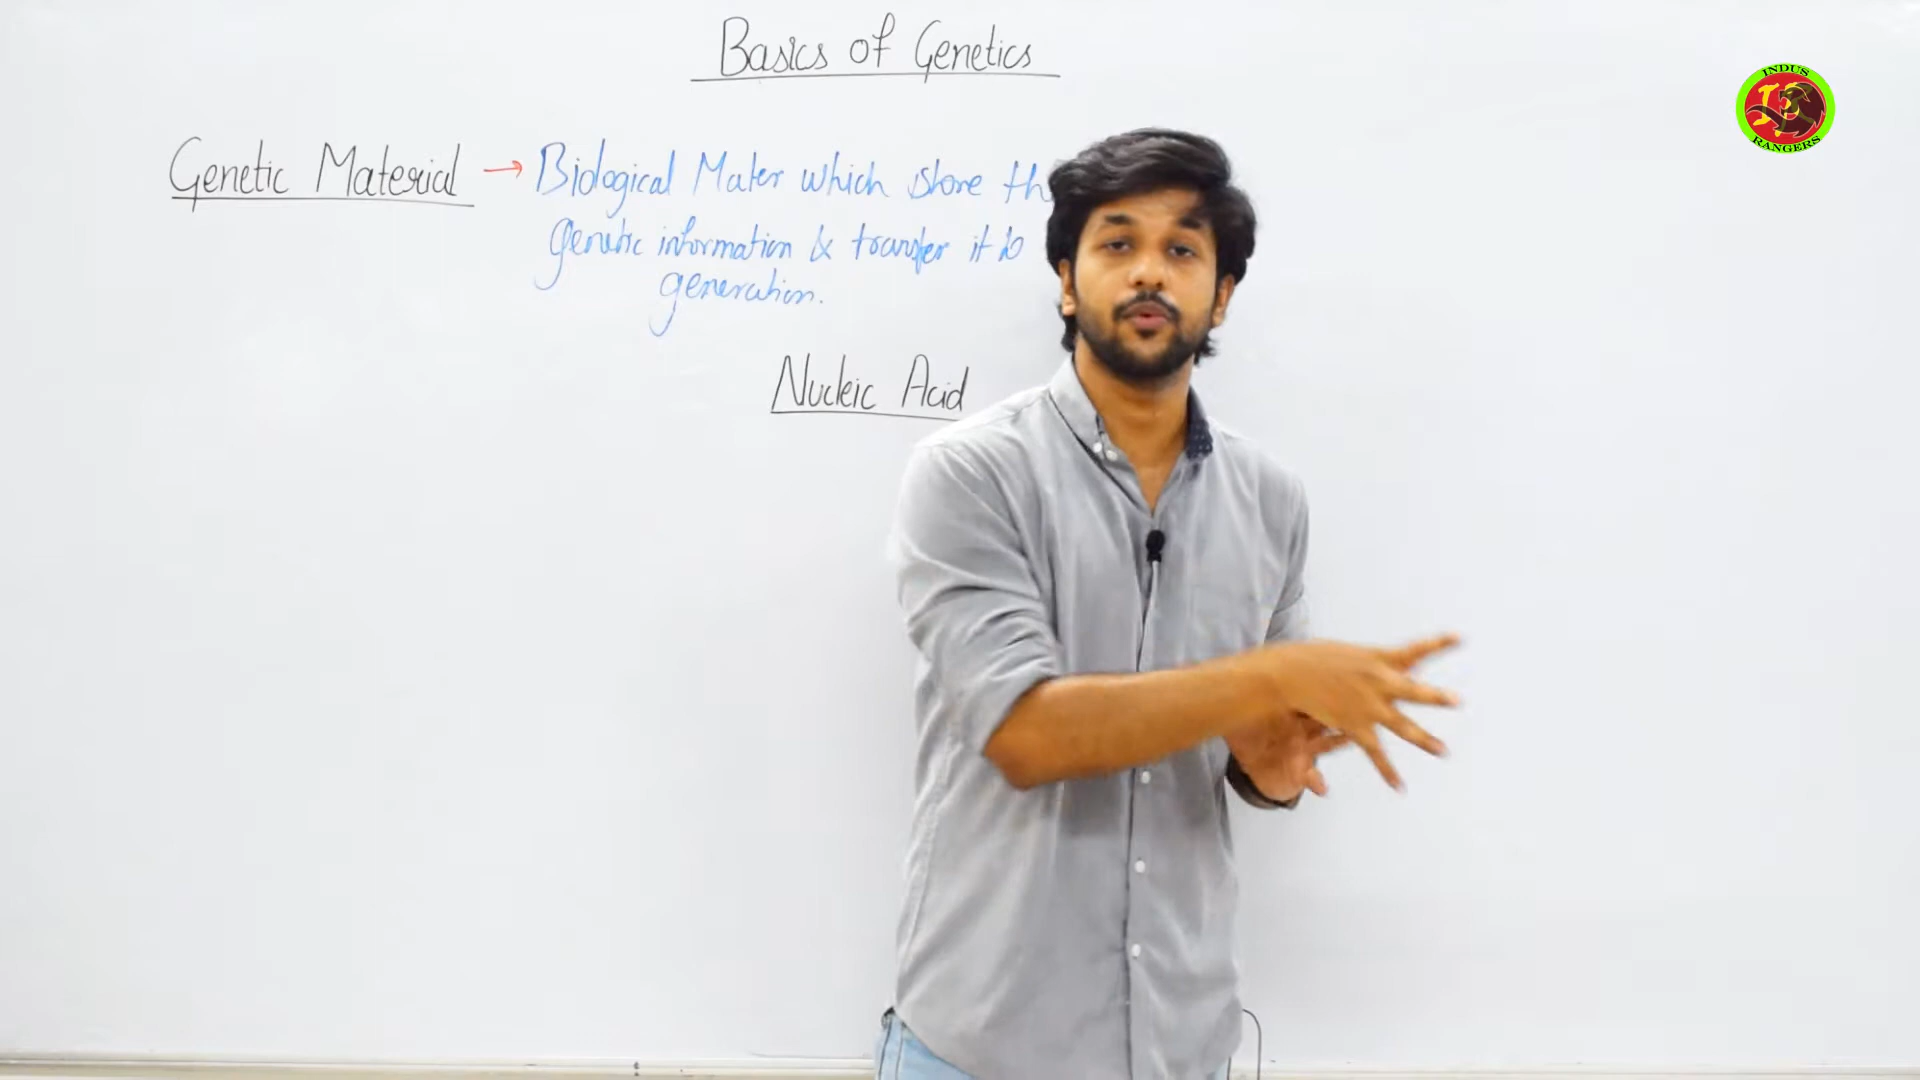 Basics of Genetics
INDUS
RANGERS
Genetic Material → Biological Mater which store th
genetic information & transfer it to
generation.
Nucleic Acid